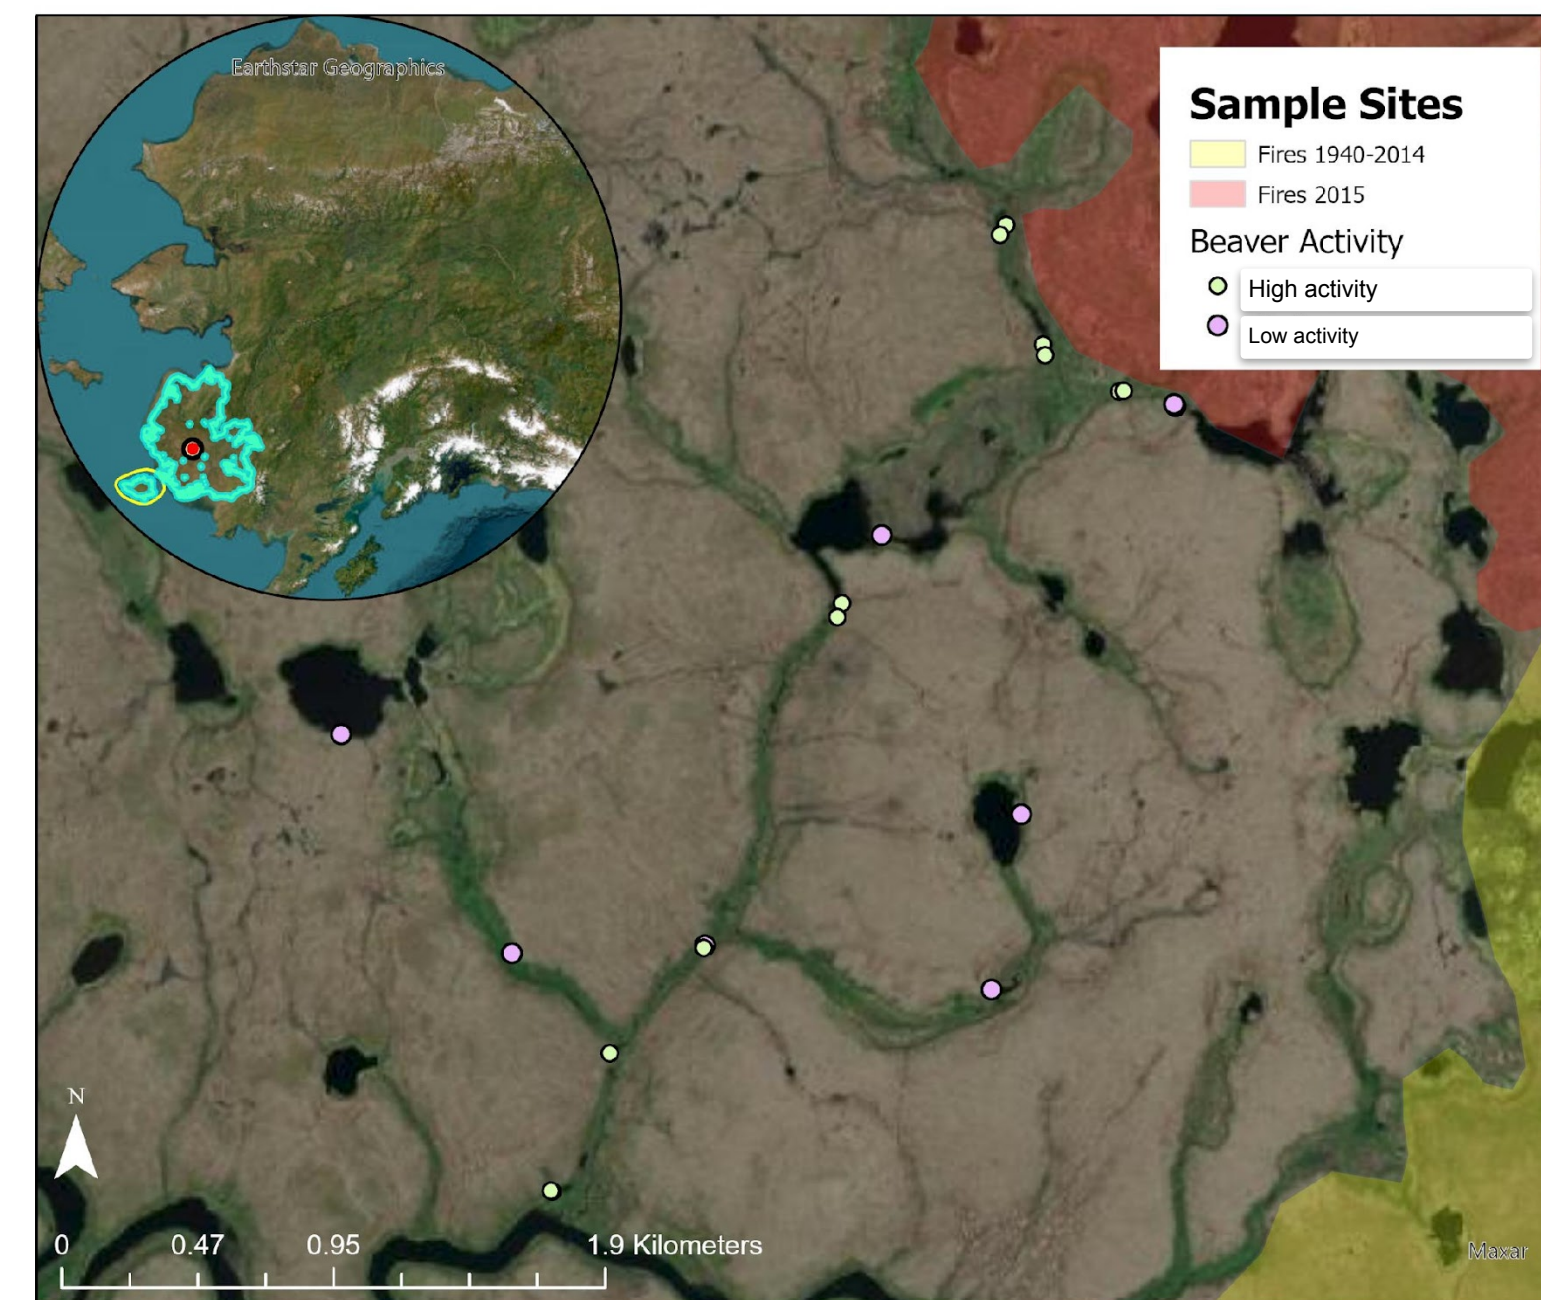 Earthstar Geographics
Sample Sites
Fires 1940-2014
Fires 2015
Beaver Activity
High activity
Low activity
N
0 0.47 0.95 1.9 Kilometers
Maxar